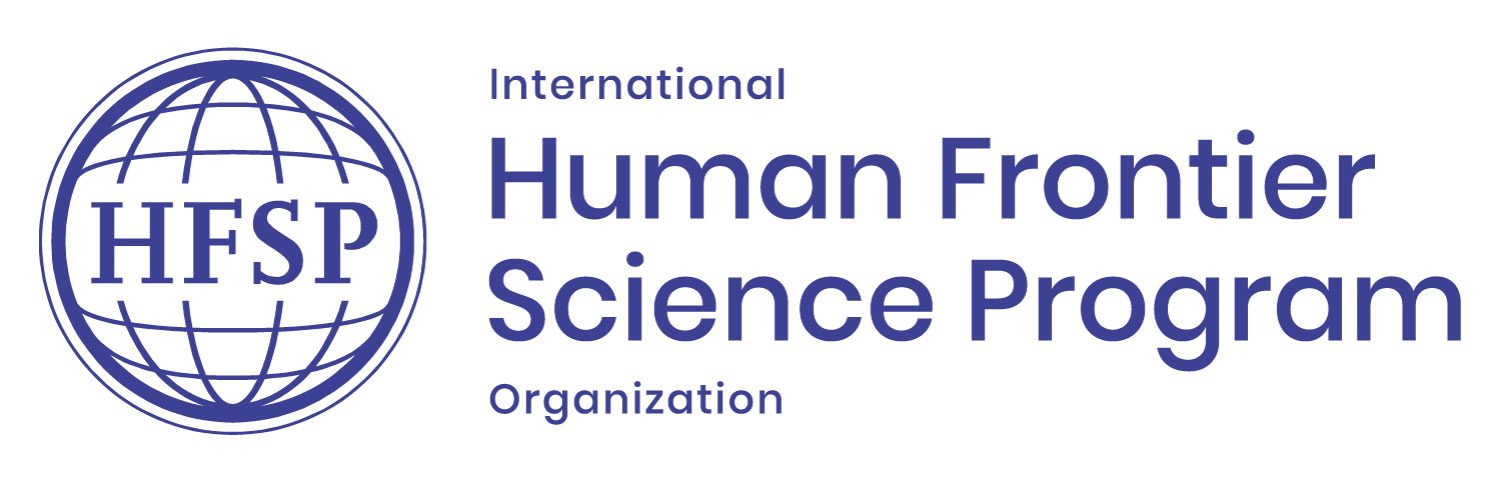 HFSP
International
Human Frontier
Science Program
Organization